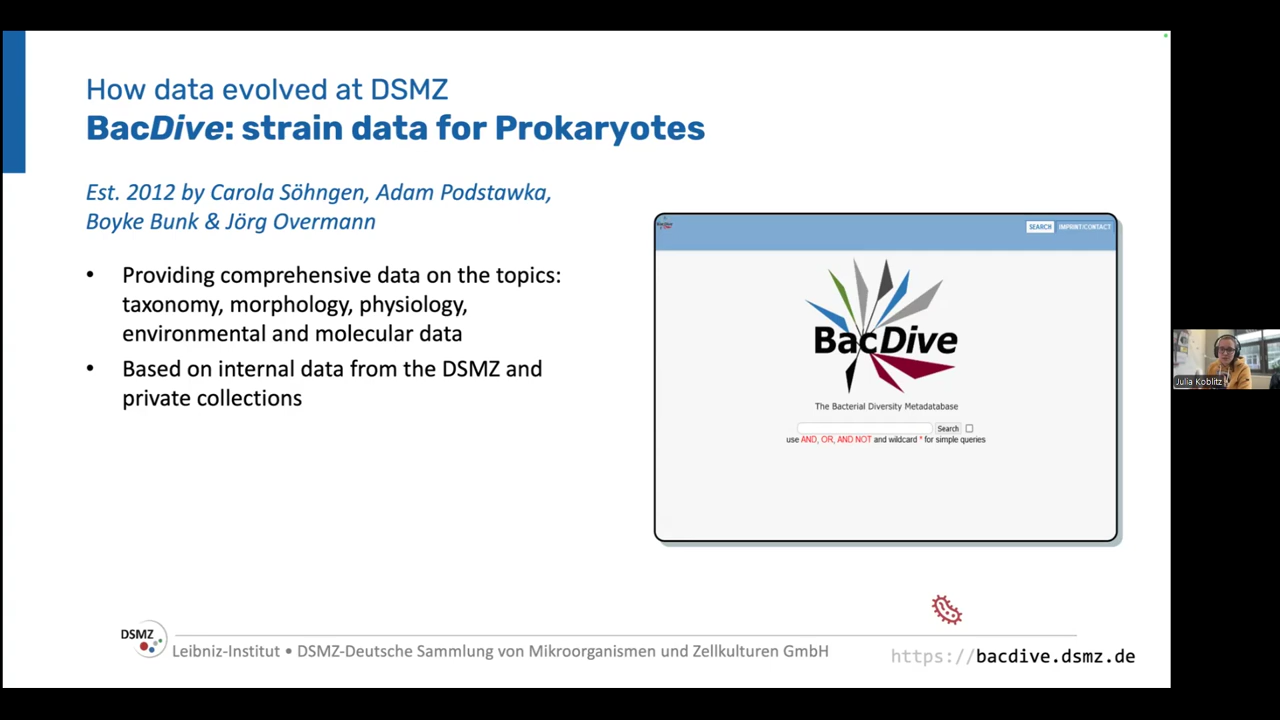 How data evolved at DSMZ
BacDive: strain data for Prokaryotes
Est. 2012 by Carola Söhngen, Adam Podstawka,
Boyke Bunk & Jörg Overmann
• Providing comprehensive data on the topics:
taxonomy, morphology, physiology,
environmental and molecular data
• Based on internal data from the DSMZ and
private collections
BacDive
SEARCH IMPRINT/CONTACT
BacDive
The Bacterial Diversity Metadatabase
Search
use AND, OR, AND NOT and wildcard * for simple queries
Julia Koblitz
DSMZ
Leibniz-Institut • DSMZ-Deutsche Sammlung von Mikroorganismen und Zellkulturen GmbH
https://bacdive.dsmz.de